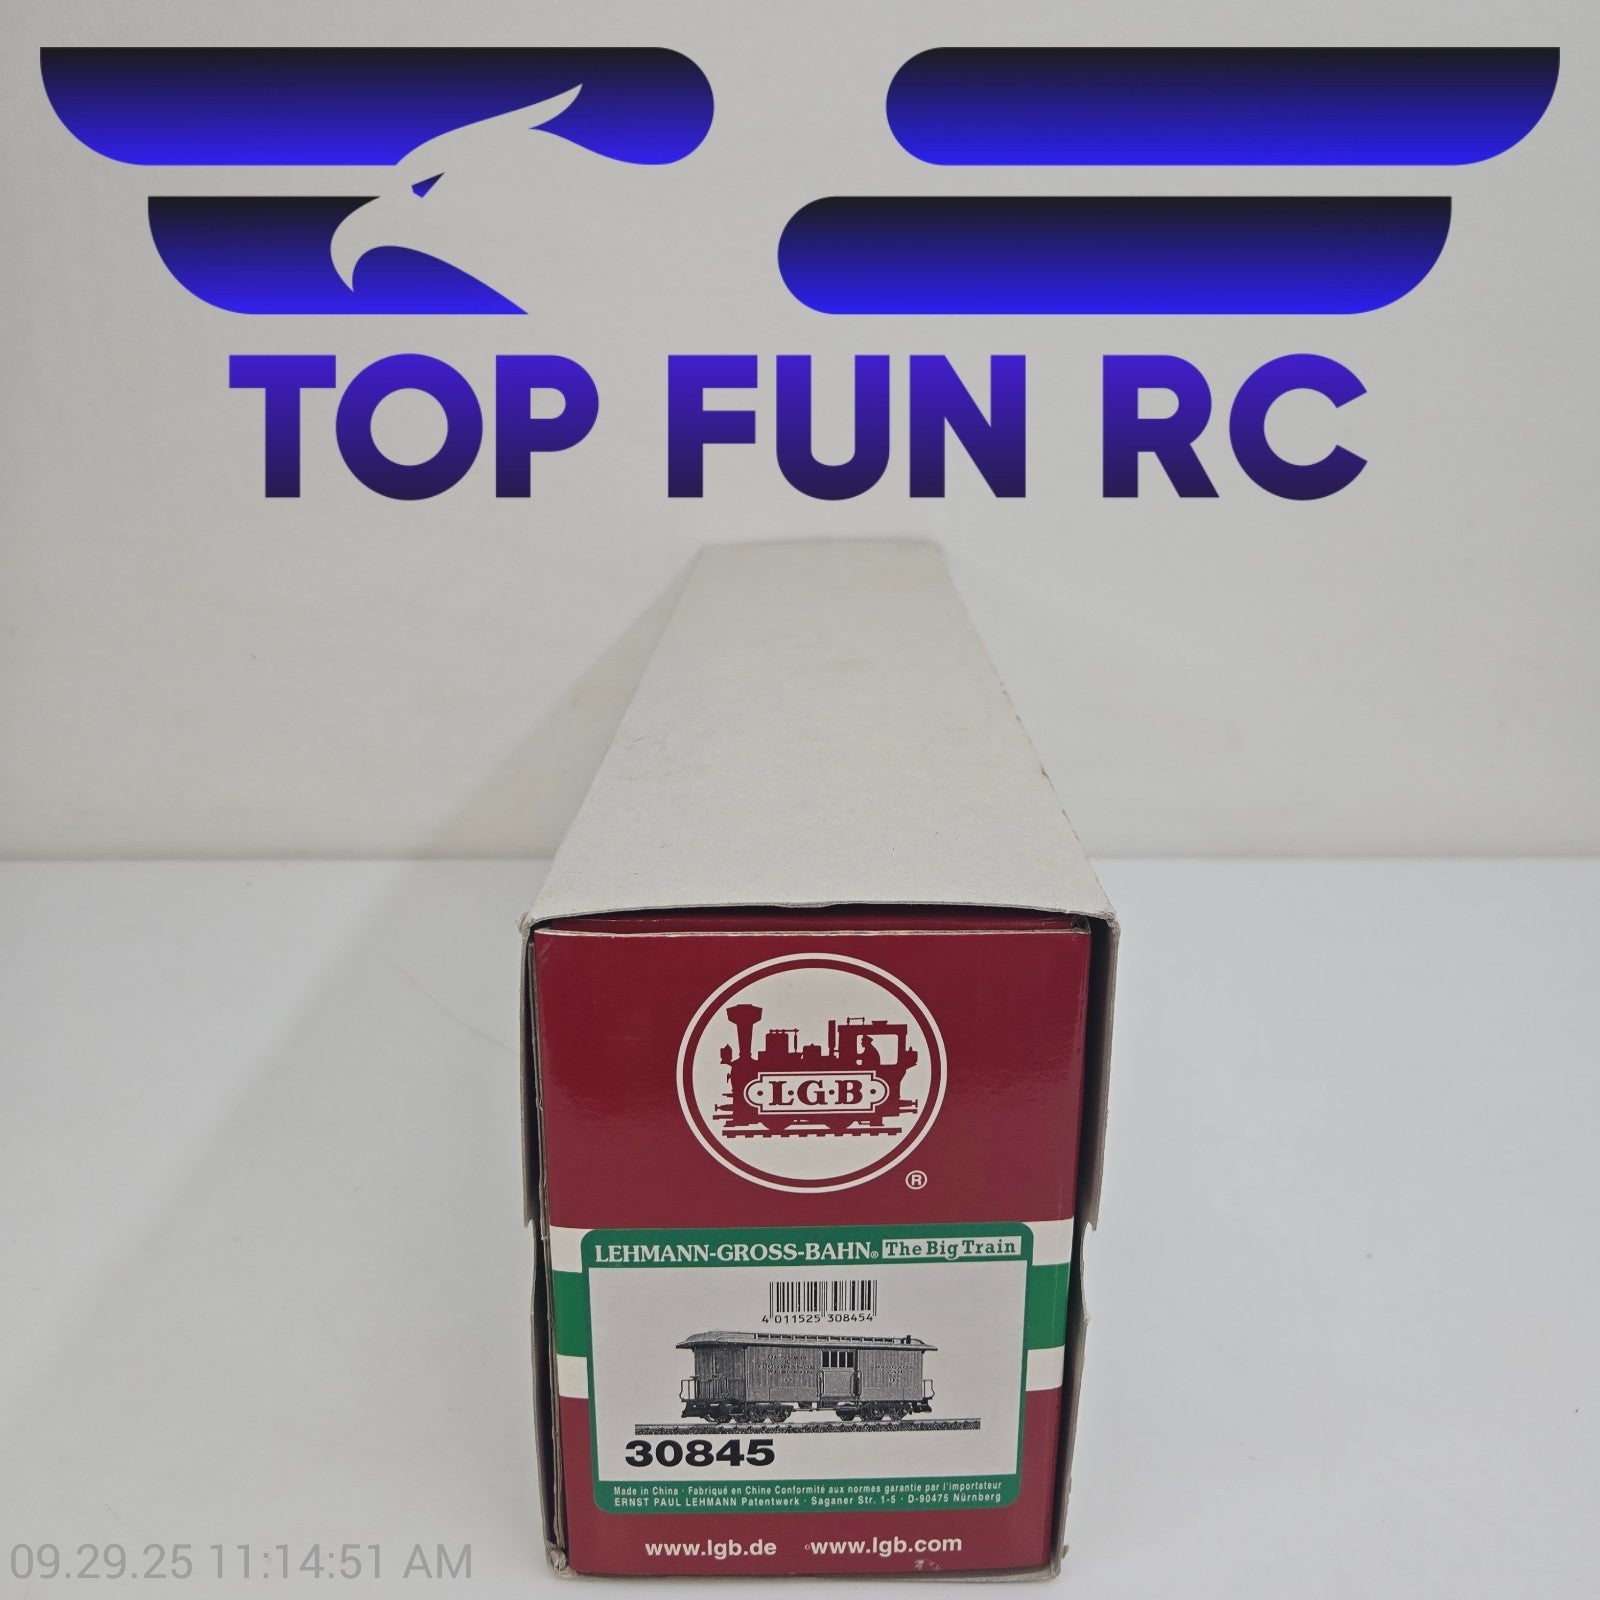 TOP FUN RC
L·G·B
®
LEHMANN-GROSS-BAHN® The Big Train
4 011525 308454
30845
Made in China · Fabriqué en Chine Conformité aux normes garantie par l'importateur
ERNST PAUL LEHMANN Patentwerk · Saganer Str. 1-5 · D-90475 Nürnberg
www.lgb.de www.lgb.com
09.29.25 11:14:51 AM